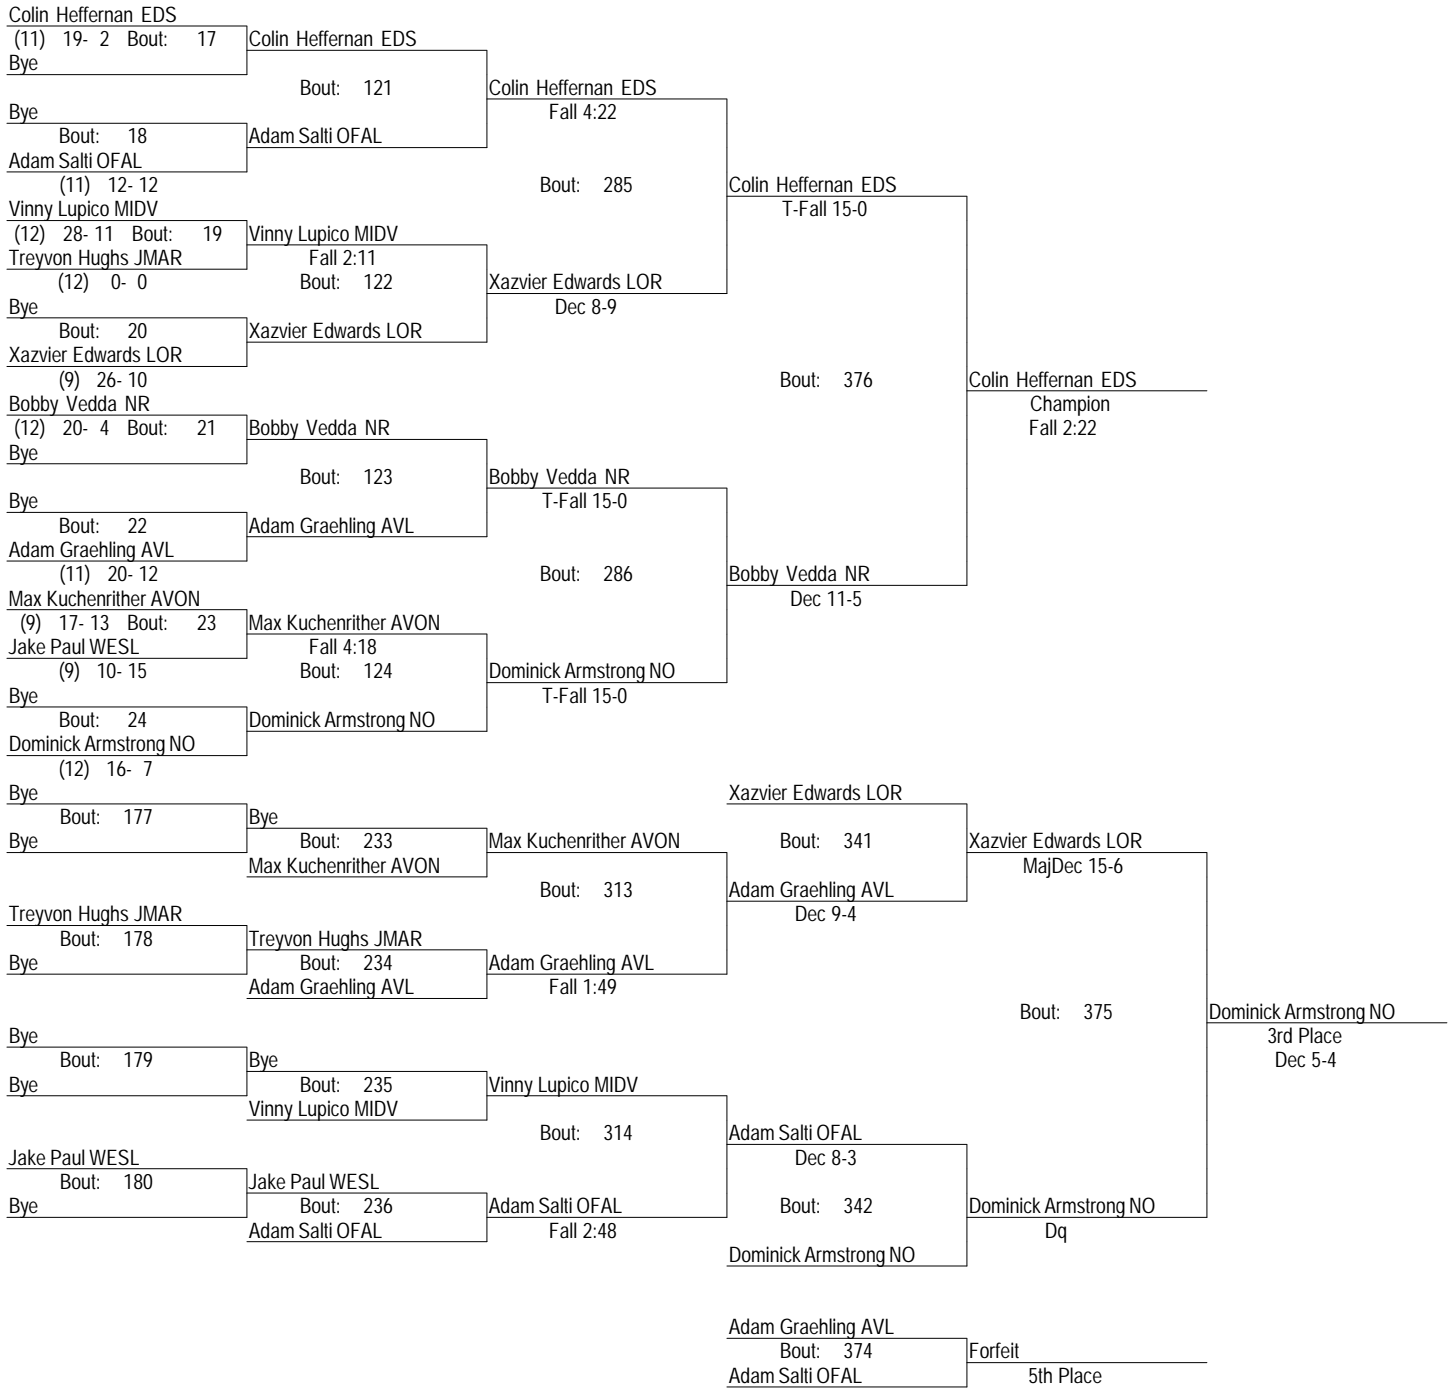 Colin Heffernan EDS
(11) 19- 2 Bout: 17
Bye
Bye
Bout: 18
Adam Salti OFAL
(11) 12- 12
Vinny Lupico MIDV
(12) 28- 11 Bout: 19
Treyvon Hughs JMAR
(12) 0- 0
Bye
Bout: 20
Xazvier Edwards LOR
(9) 26- 10
Bobby Vedda NR
(12) 20- 4 Bout: 21
Bye
Bye
Bout: 22
Adam Graehling AVL
(11) 20- 12
Max Kuchenrither AVON
(9) 17- 13 Bout: 23
Jake Paul WESL
(9) 10- 15
Bye
Bout: 24
Dominick Armstrong NO
(12) 16- 7
Colin Heffernan EDS
Bout: 121
Adam Salti OFAL
Vinny Lupico MIDV
Fall 2:11
Bout: 122
Xazvier Edwards LOR
Bobby Vedda NR
Bout: 123
Adam Graehling AVL
Max Kuchenrither AVON
Fall 4:18
Bout: 124
Dominick Armstrong NO
Colin Heffernan EDS
Fall 4:22
Bout: 285
Xazvier Edwards LOR
Dec 8-9
Bobby Vedda NR
T-Fall 15-0
Bout: 286
Dominick Armstrong NO
T-Fall 15-0
Colin Heffernan EDS
T-Fall 15-0
Bout: 376
Bobby Vedda NR
Dec 11-5
Colin Heffernan EDS
Champion
Fall 2:22
Bye
Bout: 177
Bye
Treyvon Hughs JMAR
Bout: 178
Bye
Bye
Bout: 179
Bye
Jake Paul WESL
Bout: 180
Bye
Bye
Bout: 233
Max Kuchenrither AVON
Treyvon Hughs JMAR
Bout: 234
Adam Graehling AVL
Bye
Bout: 235
Vinny Lupico MIDV
Jake Paul WESL
Bout: 236
Adam Salti OFAL
Max Kuchenrither AVON
Bout: 313
Adam Graehling AVL
Fall 1:49
Vinny Lupico MIDV
Bout: 314
Adam Salti OFAL
Fall 2:48
Xazvier Edwards LOR
Bout: 341
Adam Graehling AVL
Dec 9-4
Adam Salti OFAL
Dec 8-3
Bout: 342
Dominick Armstrong NO
Xazvier Edwards LOR
MajDec 15-6
Bout: 375
Dominick Armstrong NO
Dq
Dominick Armstrong NO
3rd Place
Dec 5-4
Adam Graehling AVL
Bout: 374
Adam Salti OFAL
Forfeit
5th Place